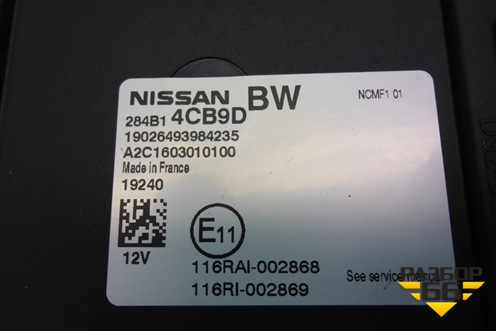 NISSAN BW
NCMF1 01
284B1 4CB9D
19026493984235
A2C1603010100
Made in France
19240
E11
12V
116RAI-002868
See service manual
116RI-002869
РАЗБОР
66